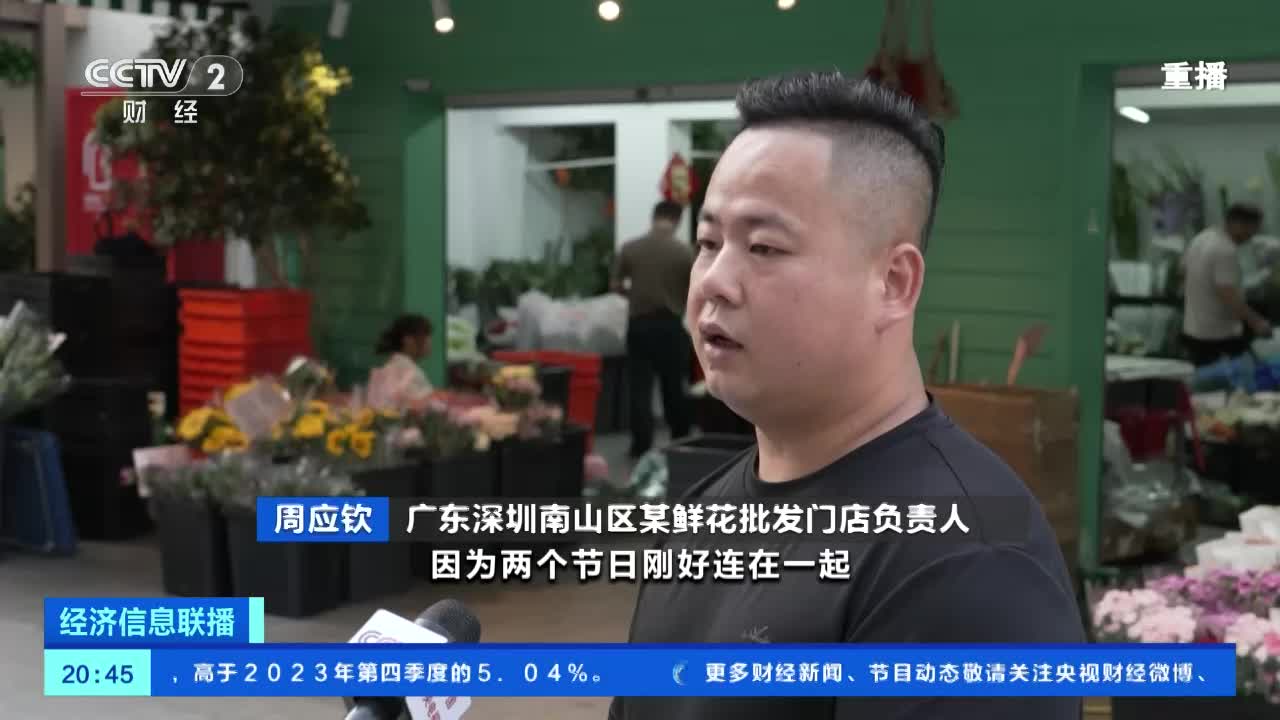 CCTV 2
财经
重播
周应钦 广东深圳南山区某鲜花批发门店负责人
因为两个节日刚好连在一起
经济信息联播
20:45 ，高于2023年第四季度的5.04%。 更多财经新闻、节目动态敬请关注央视财经微博、